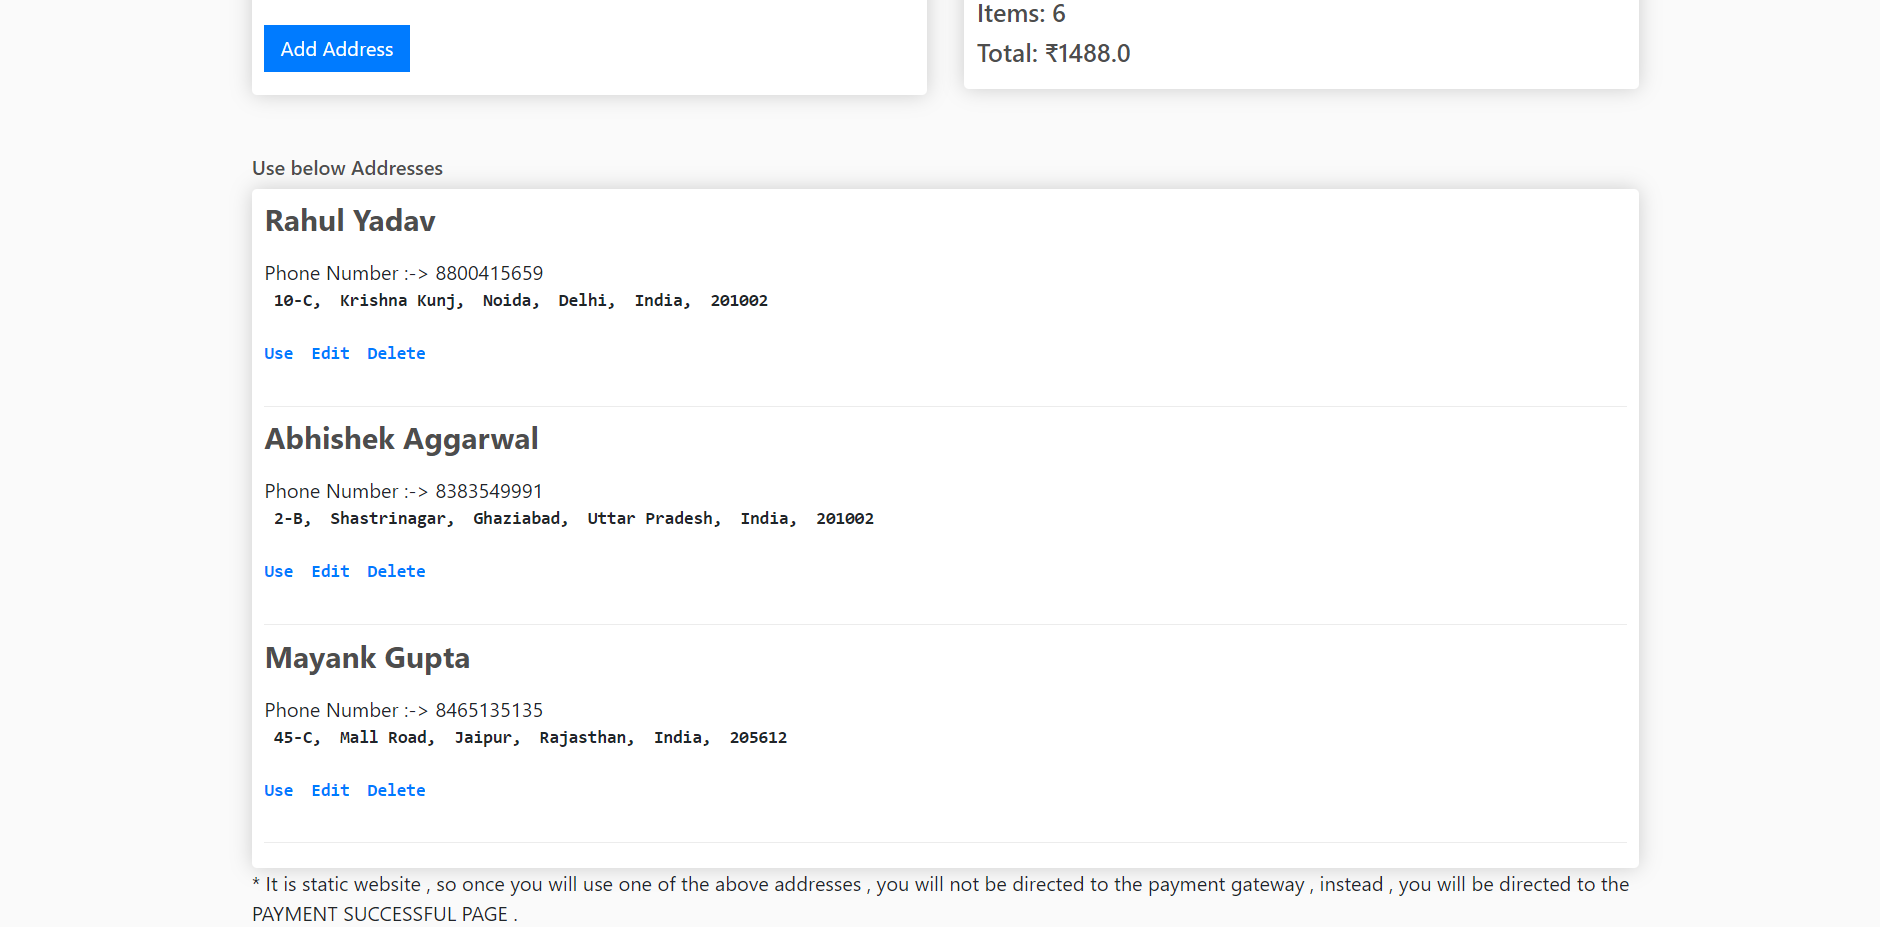 Items: 6
Add Address
Total: ₹1488.0
Use below Addresses
Rahul Yadav
Phone Number :-> 8800415659
10-C, Krishna Kunj, Noida, Delhi, India, 201002
Use Edit Delete
Abhishek Aggarwal
Phone Number :-> 8383549991
2-B, Shastrinagar, Ghaziabad, Uttar Pradesh, India, 201002
Use Edit Delete
Mayank Gupta
Phone Number :-> 8465135135
45-C, Mall Road, Jaipur, Rajasthan, India, 205612
Use Edit Delete
* It is static website , so once you will use one of the above addresses , you will not be directed to the payment gateway , instead , you will be directed to the
PAYMENT SUCCESSFUL PAGE .